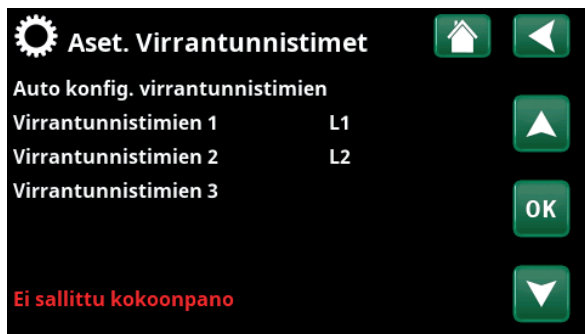 Aset. Virrantunnistimet
Auto konfig. virrantunnistimien
Virrantunnistimien 1 L1
Virrantunnistimien 2 L2
Virrantunnistimien 3
OK
Ei sallittu kokoonpano